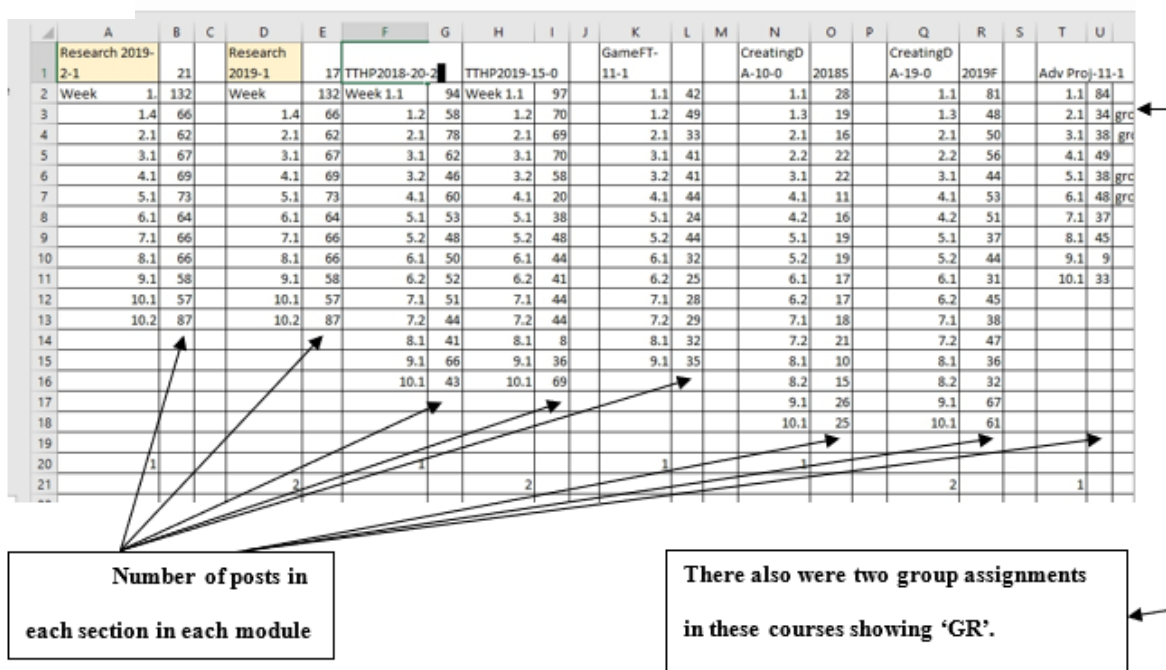 A B C D E F G H I J K L M N O P Q R S T U
Research 2019- Research GameFT- CreatingD CreatingD
1 2-1 21 2019-1 17 TTHP2018-20-2 TTHP2019-15-0 11-1 A-10-0 2018S A-19-0 2019F Adv Proj-11-1
2 Week 1. 132 Week 132 Week 1.1 94 Week 1.1 97 1.1 42 1.1 28 1.1 81 1.1 84
3 1.4 66 1.4 66 1.2 58 1.2 70 1.2 49 1.3 19 1.3 48 2.1 34 grc
4 2.1 62 2.1 62 2.1 78 2.1 69 2.1 33 2.1 16 2.1 50 3.1 38 gr
5 3.1 67 3.1 67 3.1 62 3.1 70 3.1 41 2.2 22 2.2 56 4.1 49
6 4.1 69 4.1 69 3.2 46 3.2 58 3.2 41 3.1 22 3.1 44 5.1 38 grc
7 5.1 73 5.1 73 4.1 60 4.1 20 4.1 44 4.1 11 4.1 53 6.1 48 grc
8 6.1 64 6.1 64 5.1 53 5.1 38 5.1 24 4.2 16 4.2 51 7.1 37
9 7.1 66 7.1 66 5.2 48 5.2 48 5.2 44 5.1 19 5.1 37 8.1 45
10 8.1 66 8.1 66 6.1 50 6.1 44 6.1 32 5.2 19 5.2 44 9.1 9
11 9.1 58 9.1 58 6.2 52 6.2 41 6.2 25 6.1 17 6.1 31 10.1 33
12 10.1 57 10.1 57 7.1 51 7.1 44 7.1 28 6.2 17 6.2 45
13 10.2 87 10.2 87 7.2 44 7.2 44 7.2 29 7.1 18 7.1 38
14 8.1 41 8.1 8 8.1 32 7.2 21 7.2 47
15 9.1 66 9.1 36 9.1 35 8.1 10 8.1 36
16 10.1 43 10.1 69 8.2 15 8.2 32
17 9.1 26 9.1 67
18 10.1 25 10.1 61
19
20 1 1 1 1
21 2 2 2 1
Number of posts in
each section in each module
There also were two group assignments
in these courses showing ‘GR’.